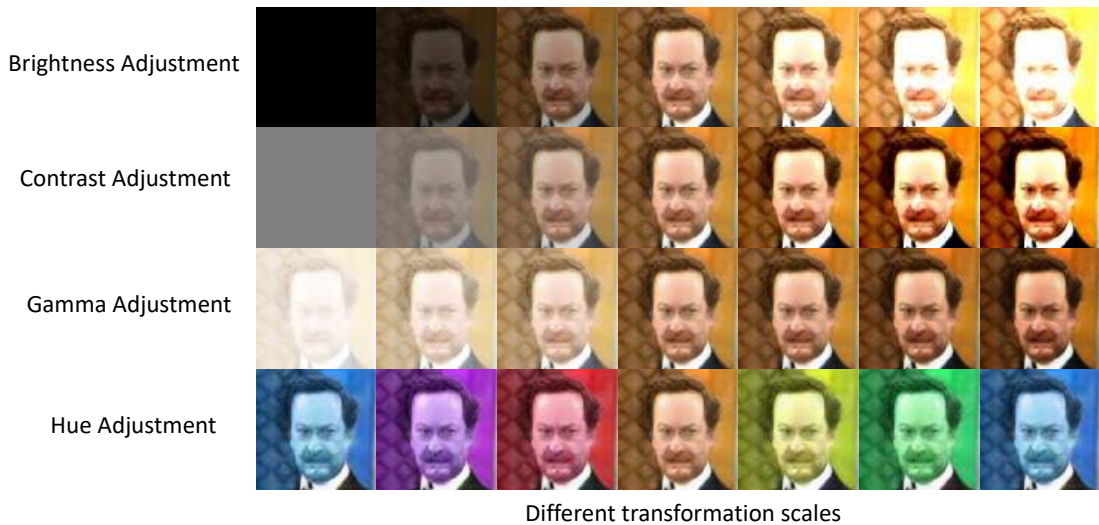 Brightness Adjustment
Contrast Adjustment
Gamma Adjustment
Hue Adjustment
Different transformation scales